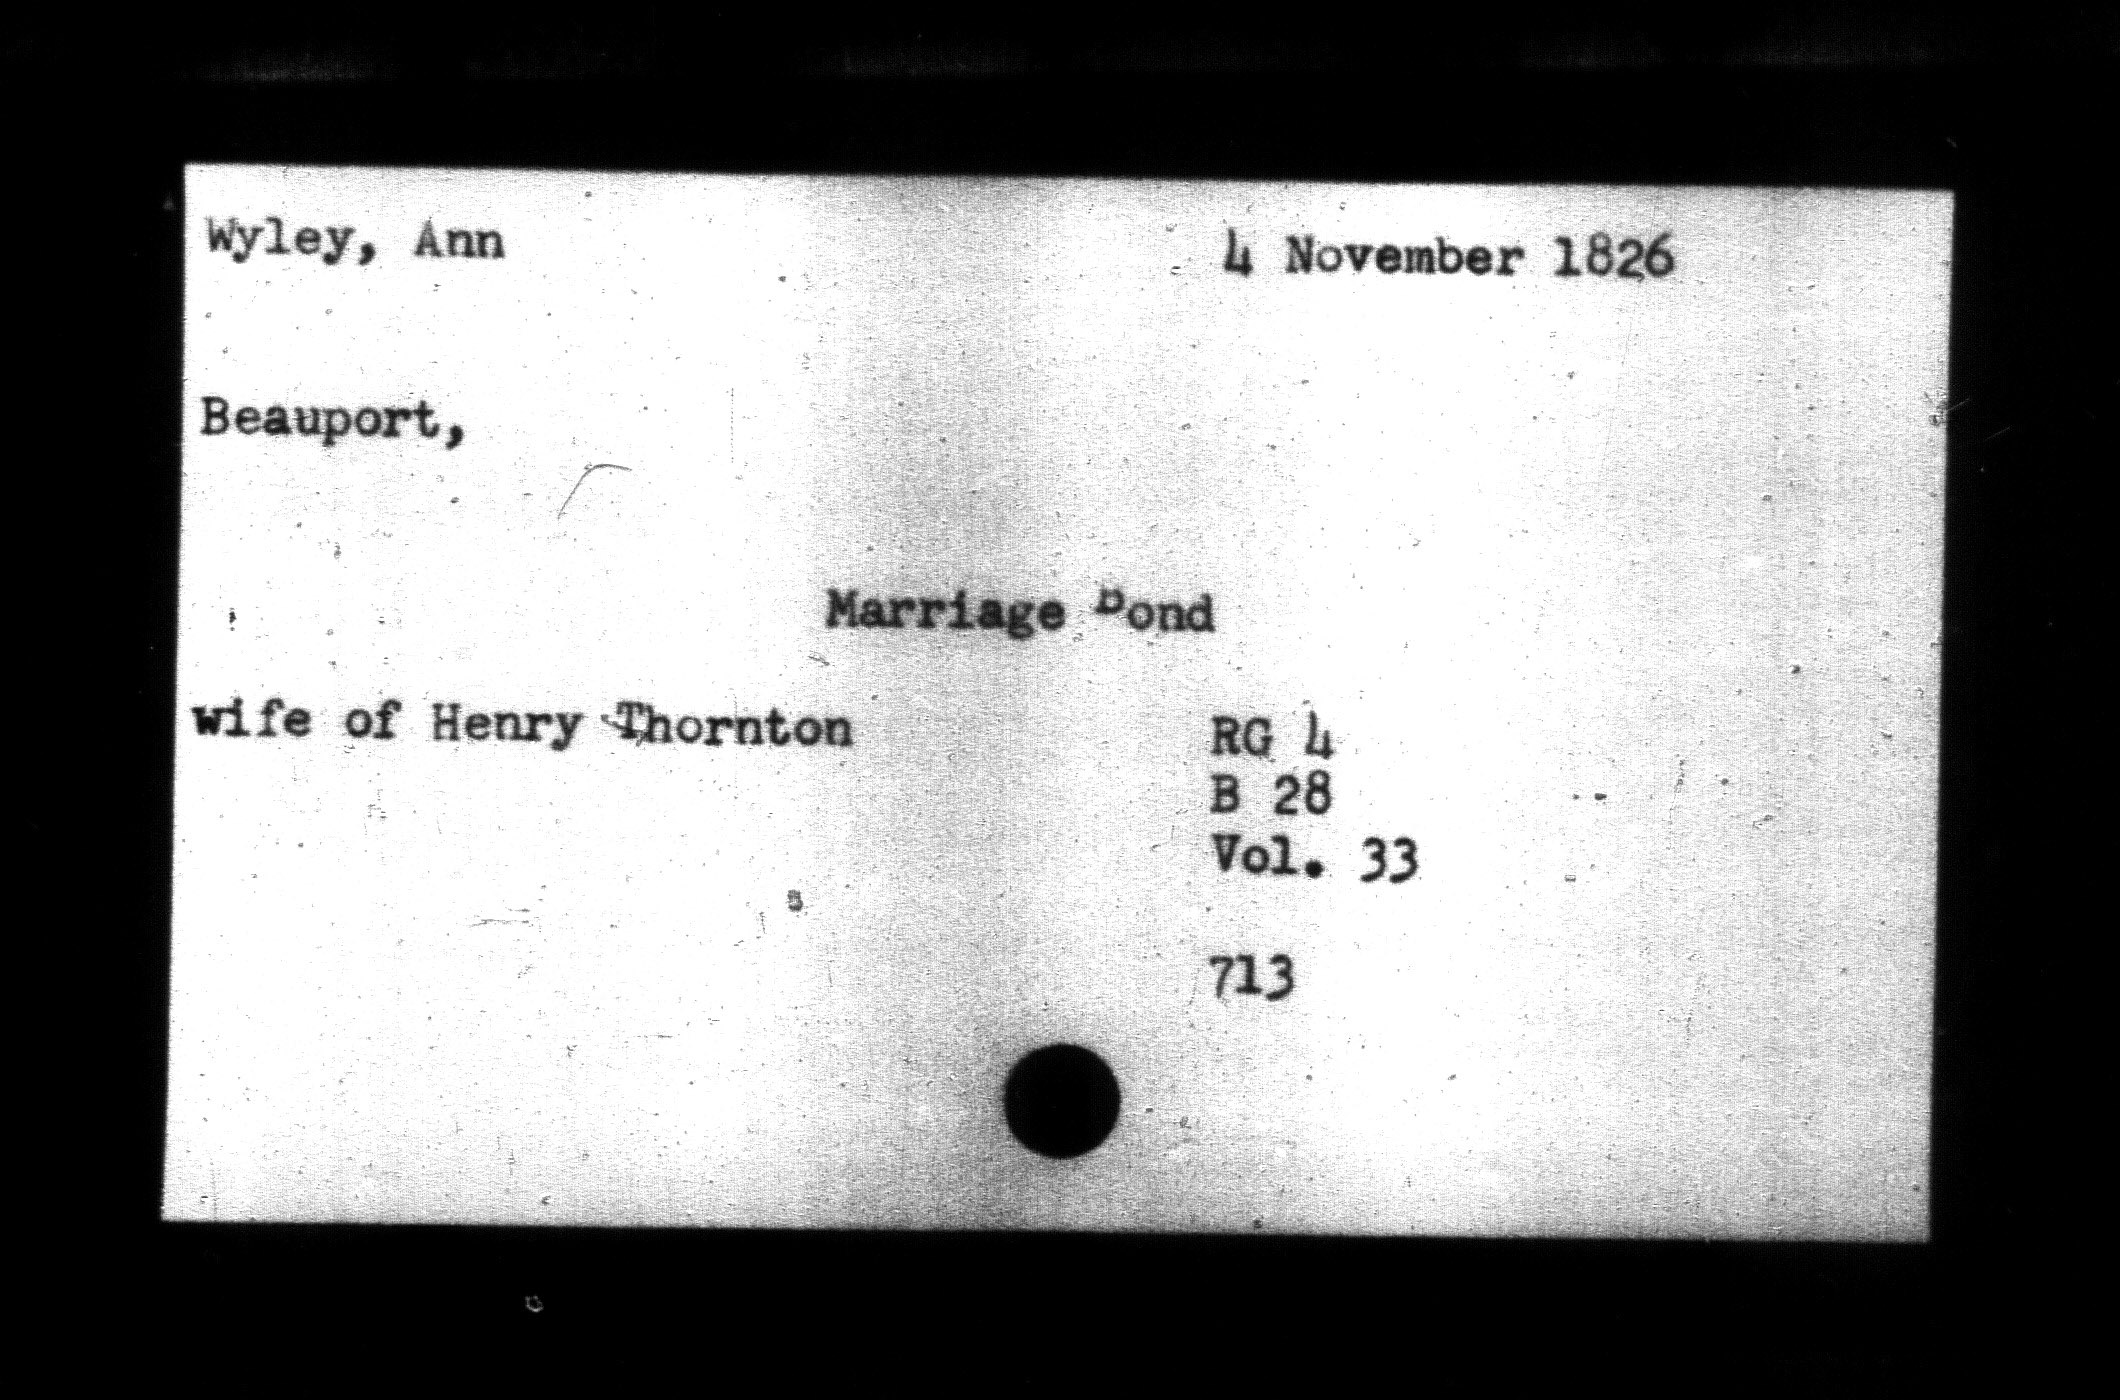 Wyley, Ann
4 November 1826
Beauport,
Marriage Bond
wife of Henry Thornton
RG 4
B 28
Vol. 33
713